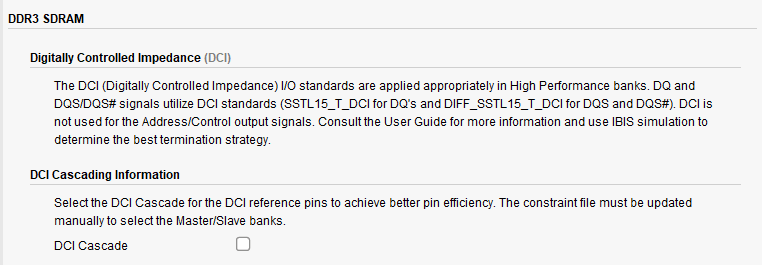 DDR3 SDRAM
Digitally Controlled Impedance (DCI)
The DCI (Digitally Controlled Impedance) I/O standards are applied appropriately in High Performance banks. DQ and
DQS/DQS# signals utilize DCI standards (SSTL15_T_DCI for DQ's and DIFF_SSTL15_T_DCI for DQS and DQS#). DCI is
not used for the Address/Control output signals. Consult the User Guide for more information and use IBIS simulation to
determine the best termination strategy.
DCI Cascading Information
Select the DCI Cascade for the DCI reference pins to achieve better pin efficiency. The constraint file must be updated
manually to select the Master/Slave banks.
DCI Cascade